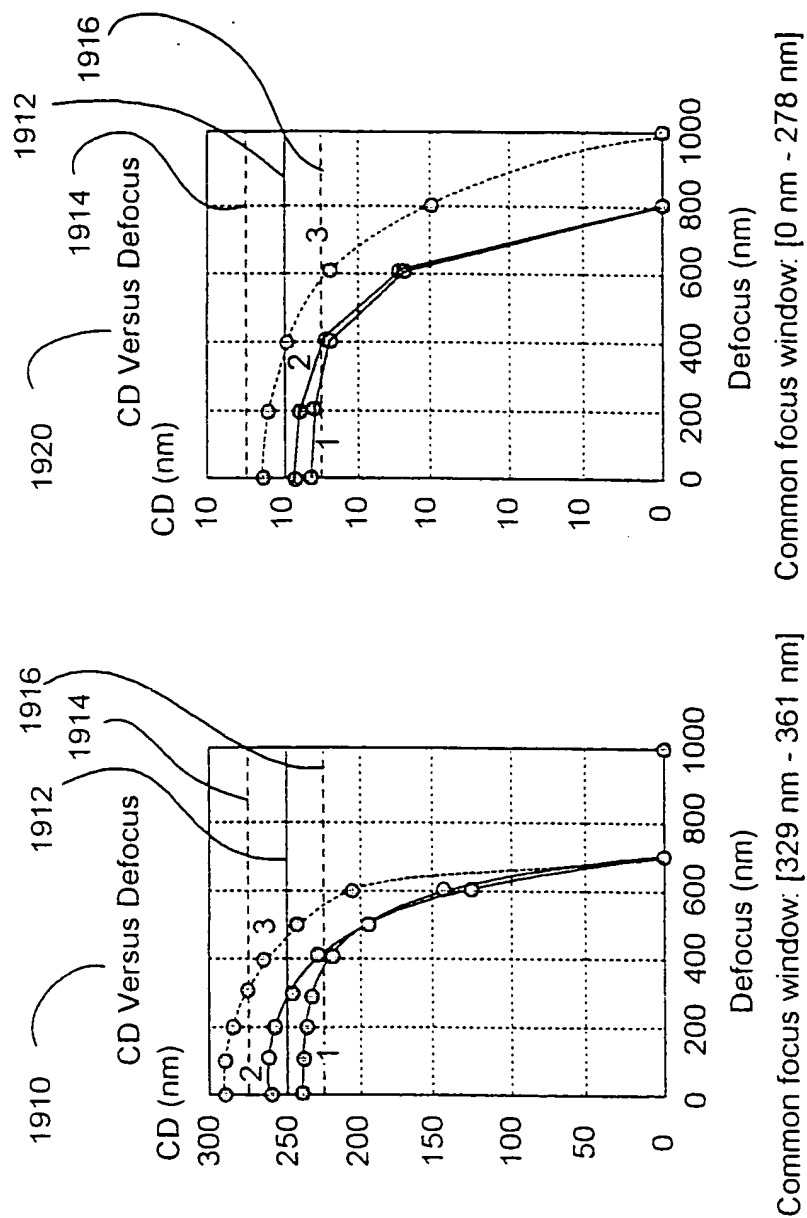 1910
1912
1914
1916
CD Versus Defocus
CD (nm)
300
250
200
150
100
50
0
2
3
1
0 200 400 600 800 1000
Defocus (nm)
Common focus window: [329 nm - 361 nm]
1920
1914
1912
1916
CD Versus Defocus
CD (nm)
10
10
10
10
10
10
0
3
2
1
0 200 400 600 800 1000
Defocus (nm)
Common focus window: [0 nm - 278 nm]